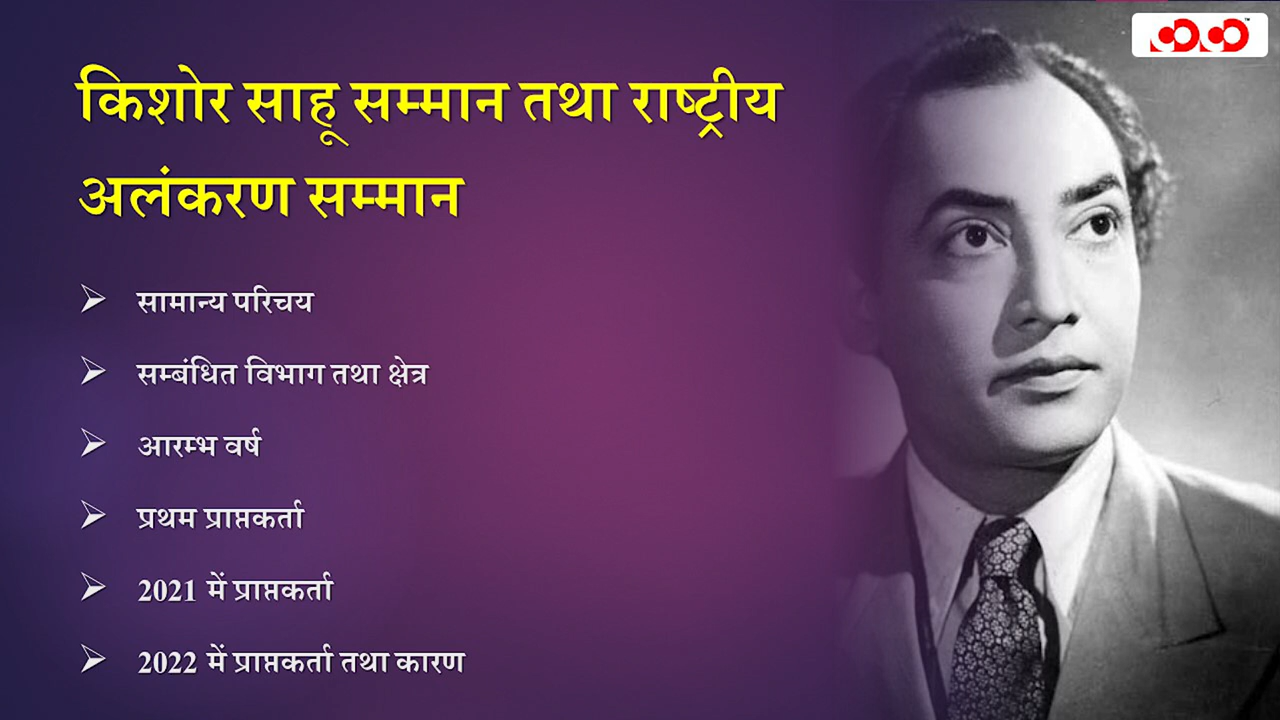 किशोर साहू सम्मान तथा राष्ट्रीय
अलंकरण सम्मान
सामान्य परिचय
सम्बंधित विभाग तथा क्षेत्र
आरम्भ वर्ष
प्रथम प्राप्तकर्ता
2021 में प्राप्तकर्ता
2022 में प्राप्तकर्ता तथा कारण